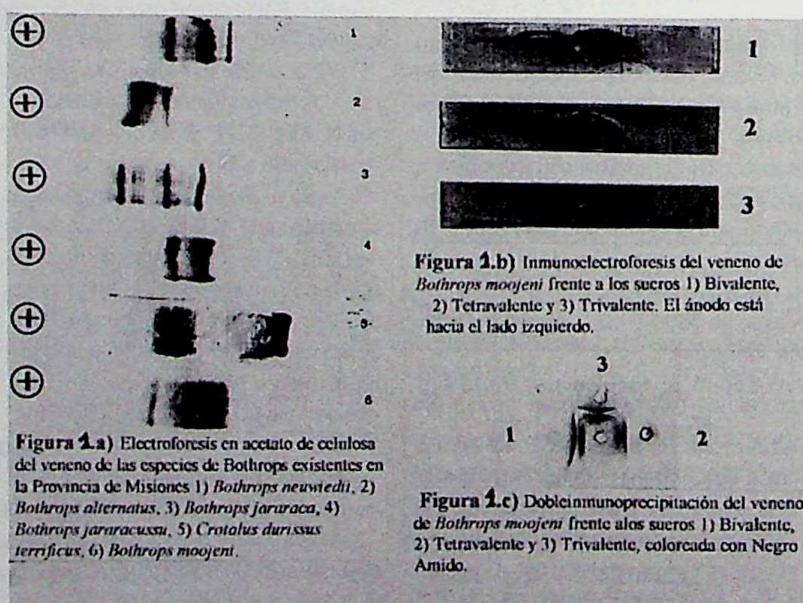 1
2
3
4
5
6
Figura 1.a) Electroforesis en acetato de celulosa
del veneno de las especies de Bothrops existentes en
la Provincia de Misiones 1) Bothrops neuwiedii, 2)
Bothrops alternatus, 3) Bothrops jararaca, 4)
Bothrops jararacussu, 5) Crotalus durissus
terrificus, 6) Bothrops moojeni.
1
2
3
Figura 1.b) Inmunoelectroforesis del veneno de
Bothrops moojeni frente a los sueros 1) Bivalente,
2) Tetravalente y 3) Trivalente. El ánodo está
hacia el lado izquierdo.
3
1 2
Figura 1.c) Dobleinmunoprecipitación del veneno
de Bothrops moojeni frente alos sueros 1) Bivalente,
2) Tetravalente y 3) Trivalente, coloreada con Negro
Amido.